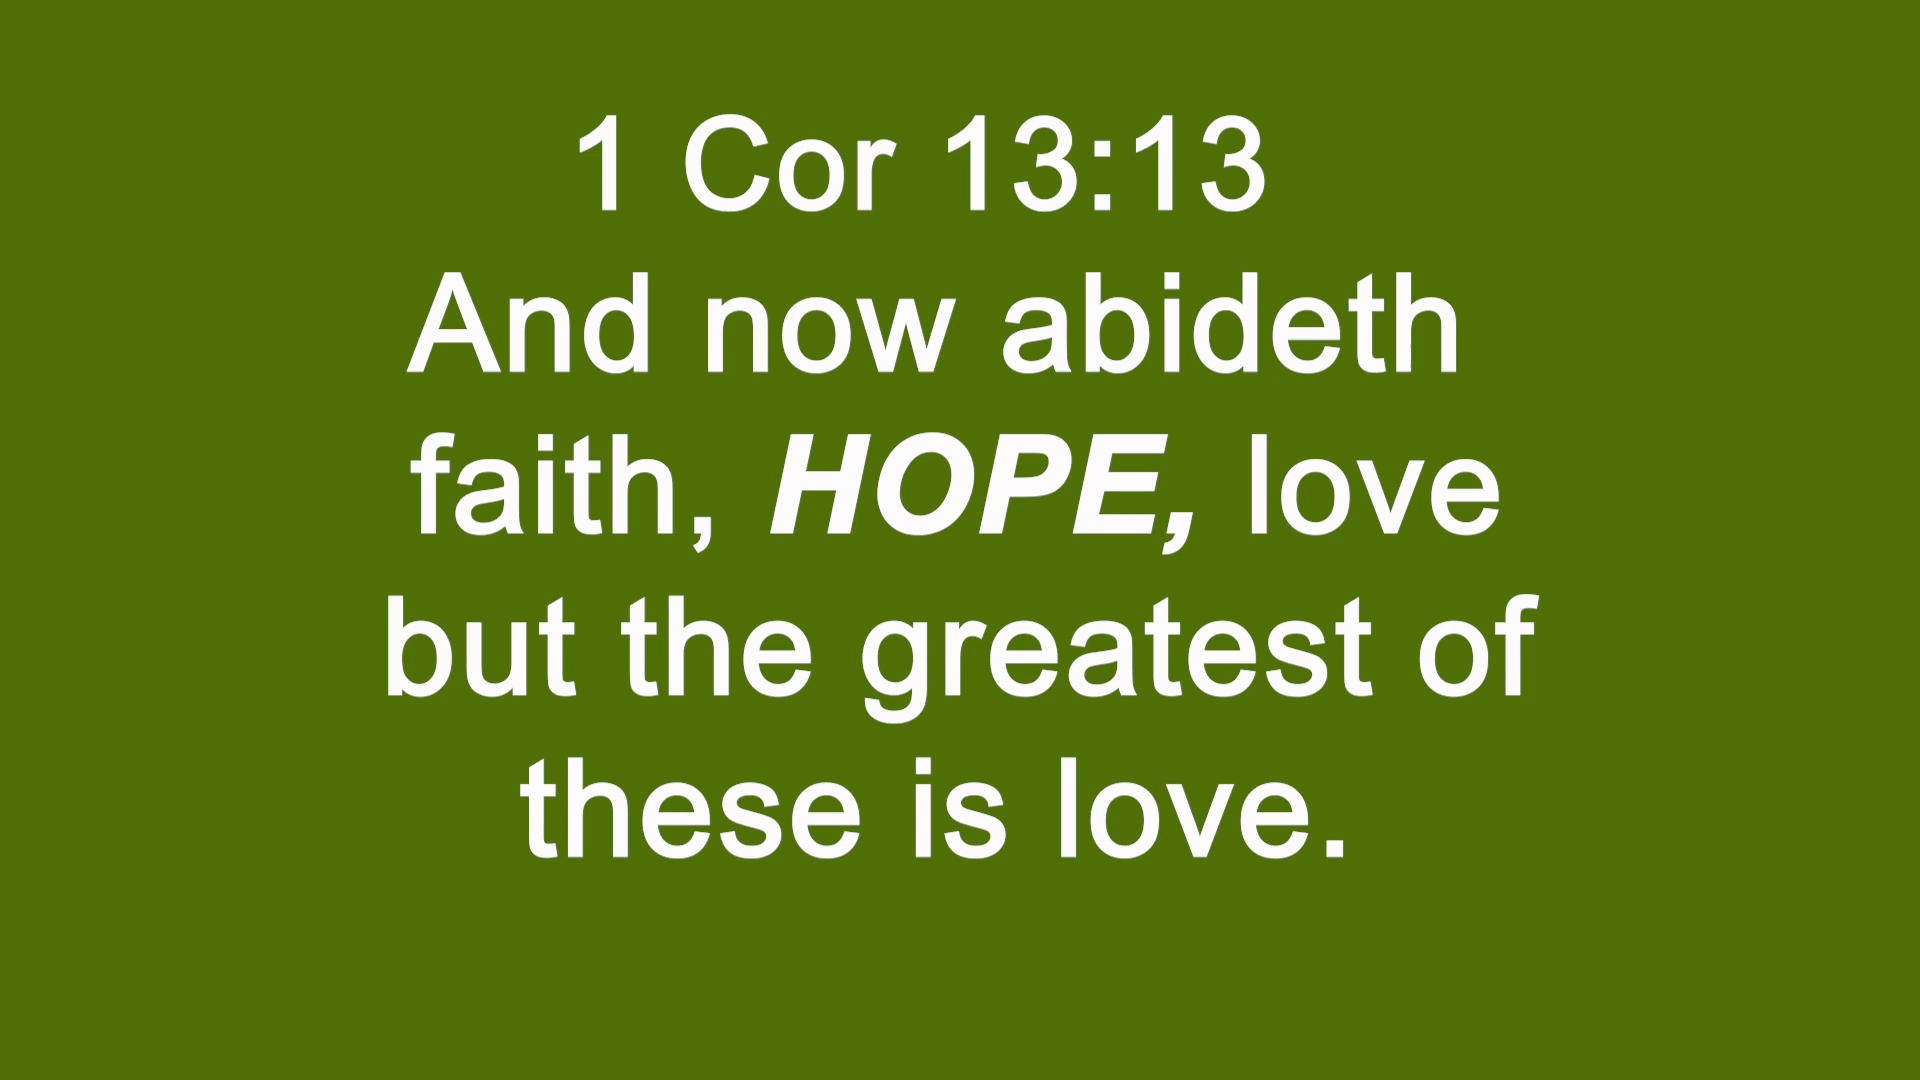 1 Cor 13:13
And now abideth
faith, HOPE, love
but the greatest of
these is love.